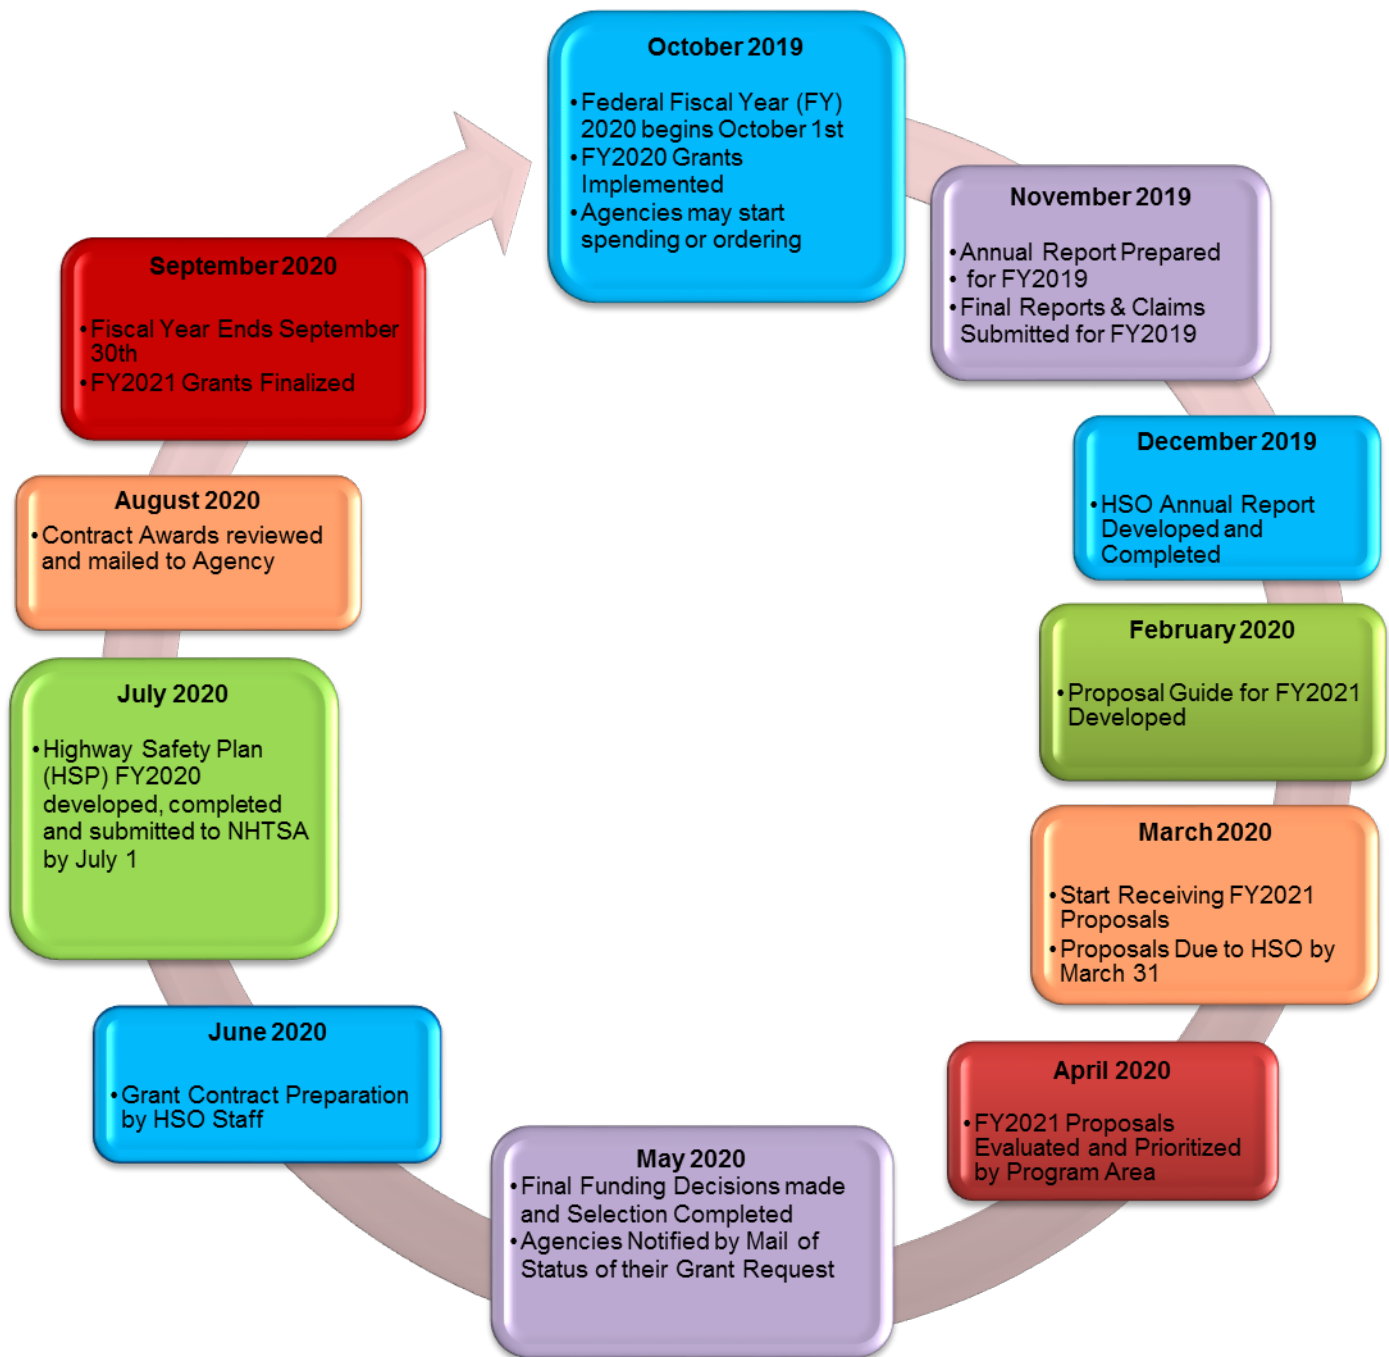 October 2019
• Federal Fiscal Year (FY)
2020 begins October 1st
• FY2020 Grants
Implemented
• Agencies may start
spending or ordering
November 2019
• Annual Report Prepared
• for FY2019
• Final Reports & Claims
Submitted for FY2019
December 2019
• HSO Annual Report
Developed and
Completed
February 2020
• Proposal Guide for FY2021
Developed
March 2020
• Start Receiving FY2021
Proposals
• Proposals Due to HSO by
March 31
April 2020
• FY2021 Proposals
Evaluated and Prioritized
by Program Area
May 2020
• Final Funding Decisions made
and Selection Completed
• Agencies Notified by Mail of
Status of their Grant Request
June 2020
• Grant Contract Preparation
by HSO Staff
July 2020
• Highway Safety Plan
(HSP) FY2020
developed, completed
and submitted to NHTSA
by July 1
August 2020
• Contract Awards reviewed
and mailed to Agency
September 2020
• Fiscal Year Ends September
30th
• FY2021 Grants Finalized